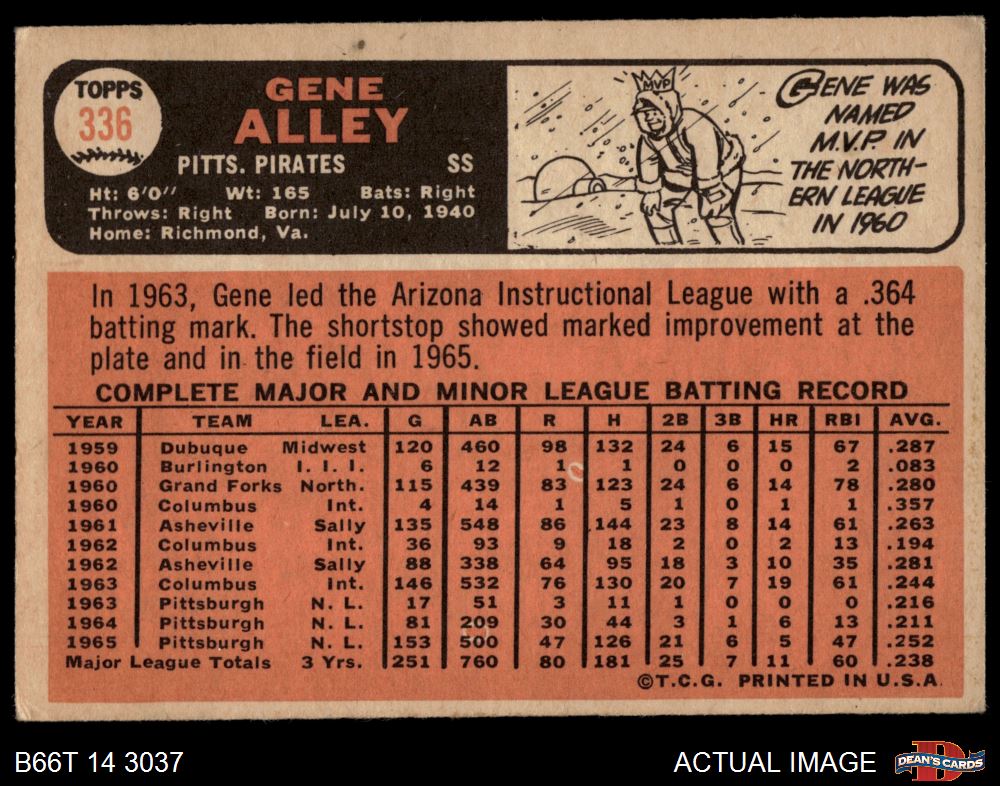 TOPPS
336
GENE
ALLEY
PITTS. PIRATES SS
Ht: 6'0" Wt: 165 Bats: Right
Throws: Right Born: July 10, 1940
Home: Richmond, Va.
MVP
GENE WAS
NAMED
M.V.P. IN
THE NORTH-
ERN LEAGUE
IN 1960
In 1963, Gene led the Arizona Instructional League with a .364
batting mark. The shortstop showed marked improvement at the
plate and in the field in 1965.
COMPLETE MAJOR AND MINOR LEAGUE BATTING RECORD
YEAR TEAM LEA. G AB R H 2B 3B HR RBI AVG.
1959 Dubuque Midwest 120 460 98 132 24 6 15 67 .287
1960 Burlington I. I. I. 6 12 1 1 0 0 0 2 .083
1960 Grand Forks North. 115 439 83 123 24 6 14 78 .280
1960 Columbus Int. 4 14 1 5 1 0 1 1 .357
1961 Asheville Sally 135 548 86 144 23 8 14 61 .263
1962 Columbus Int. 36 93 9 18 2 0 2 13 .194
1962 Asheville Sally 88 338 64 95 18 3 10 35 .281
1963 Columbus Int. 146 532 76 130 20 7 19 61 .244
1963 Pittsburgh N. L. 17 51 3 11 1 0 0 0 .216
1964 Pittsburgh N. L. 81 209 30 44 3 1 6 13 .211
1965 Pittsburgh N. L. 153 500 47 126 21 6 5 47 .252
Major League Totals 3 Yrs. 251 760 80 181 25 7 11 60 .238
©T.C.G. PRINTED IN U.S.A.
B66T 14 3037
ACTUAL IMAGE
D
DEAN'S CARDS